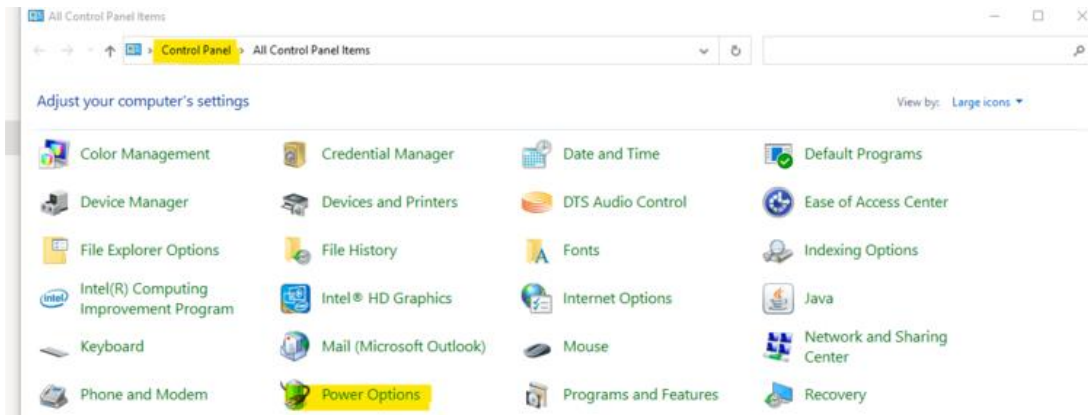 All Control Panel Items
Control Panel > All Control Panel Items
Adjust your computer's settings
View by: Large icons
Color Management Credential Manager Date and Time Default Programs
Device Manager Devices and Printers DTS Audio Control Ease of Access Center
File Explorer Options File History Fonts Indexing Options
Intel(R) Computing
Improvement Program Intel® HD Graphics Internet Options Java
Keyboard Mail (Microsoft Outlook) Mouse Network and Sharing
Center
Phone and Modem Power Options Programs and Features Recovery